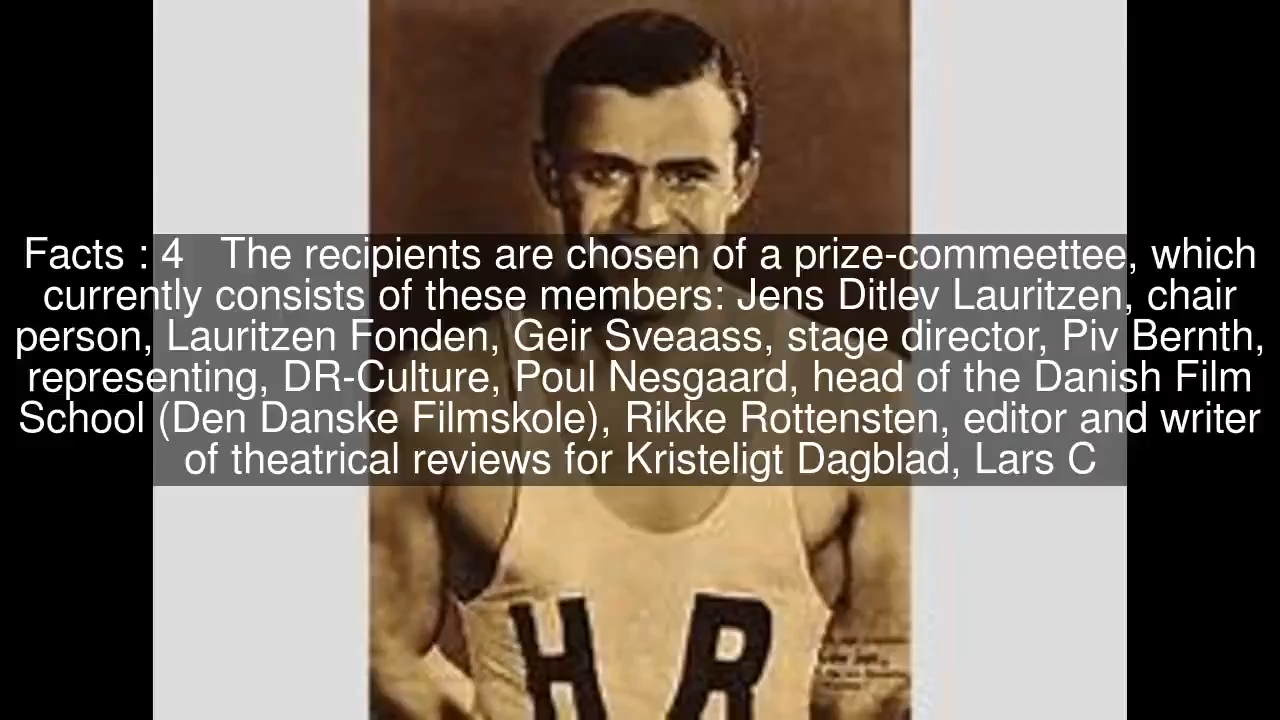 Facts : 4 The recipients are chosen of a prize-commeettee, which
currently consists of these members: Jens Ditlev Lauritzen, chair
person, Lauritzen Fonden, Geir Sveaass, stage director, Piv Bernth,
representing, DR-Culture, Poul Nesgaard, head of the Danish Film
School (Den Danske Filmskole), Rikke Rottensten, editor and writer
of theatrical reviews for Kristeligt Dagblad, Lars C
H R